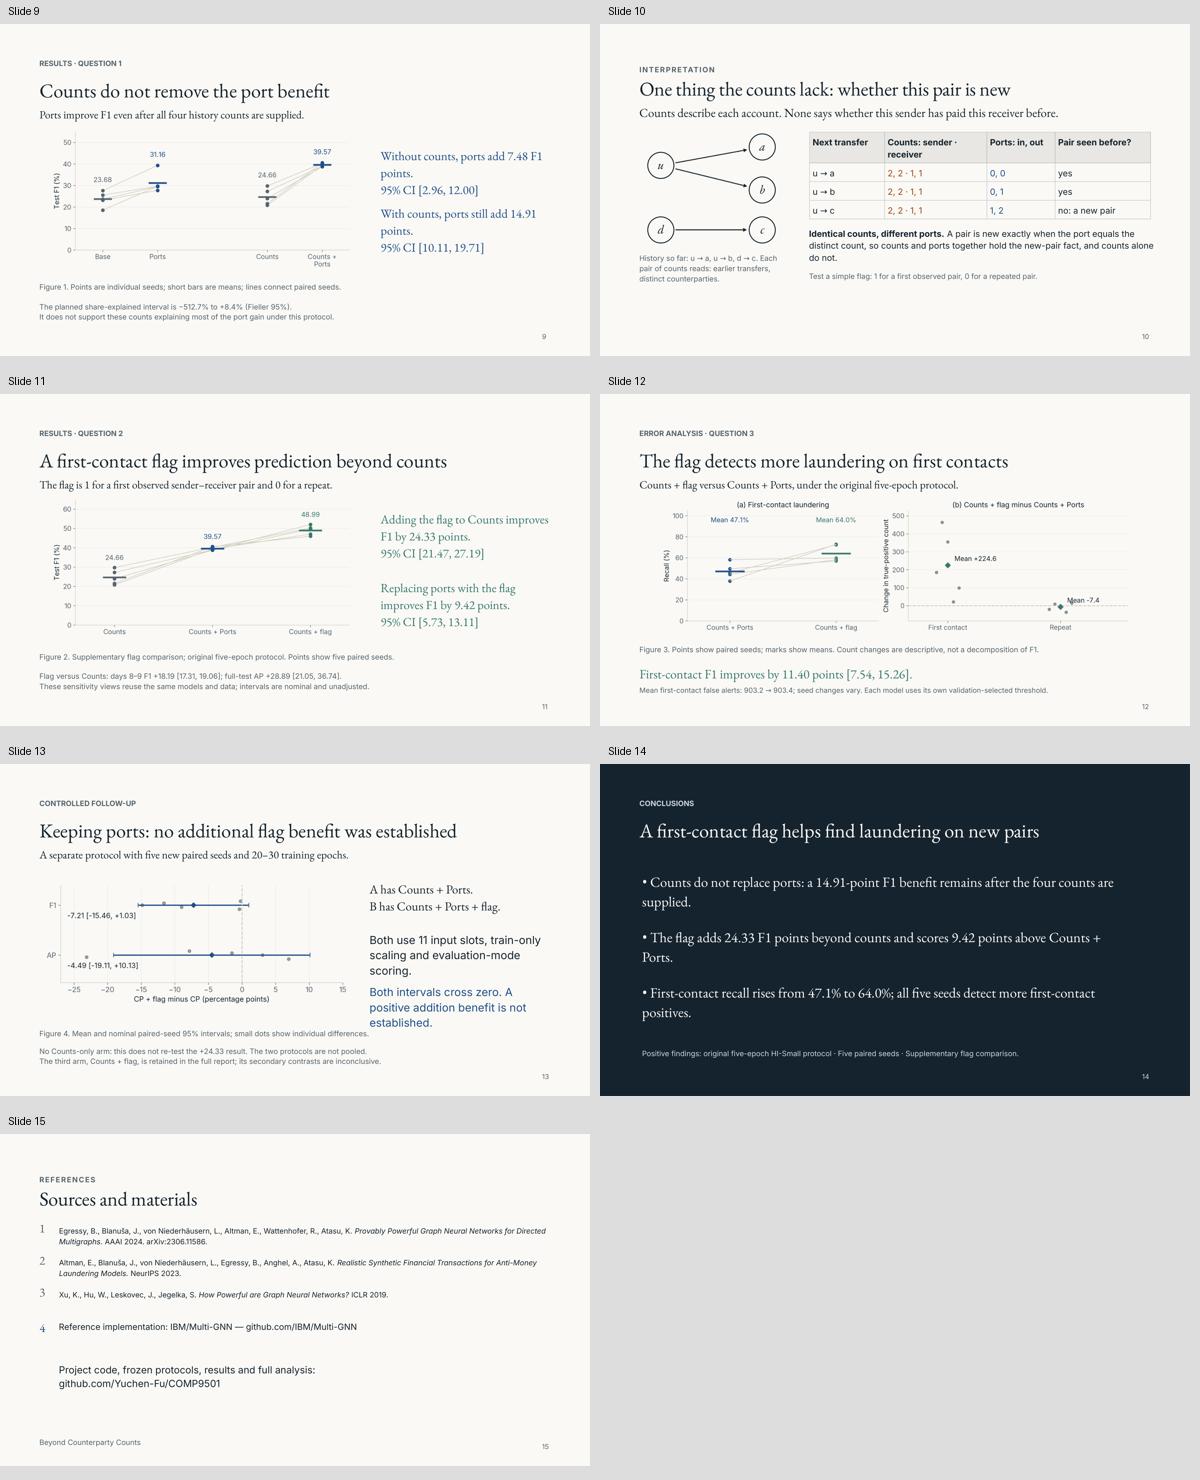 Slide 9
RESULTS · QUESTION 1
Counts do not remove the port benefit
Ports improve F1 even after all four history counts are supplied.
50
40
30
20
10
0
Test F1 (%)
23.68
31.16
24.66
39.57
Base
Ports
Counts
Counts +
Ports
Without counts, ports add 7.48 F1
points.
95% CI [2.96, 12.00]
With counts, ports still add 14.91
points.
95% CI [10.11, 19.71]
Figure 1. Points are individual seeds; short bars are means; lines connect paired seeds.
The planned share-explained interval is −512.7% to +8.4% (Fieller 95%).
It does not support these counts explaining most of the port gain under this protocol.
9
Slide 10
INTERPRETATION
One thing the counts lack: whether this pair is new
Counts describe each account. None says whether this sender has paid this receiver before.
u
a
b
d
c
History so far: u → a, u → b, d → c. Each
pair of counts reads: earlier transfers,
distinct counterparties.
Next transfer
Counts: sender ·
receiver
Ports: in, out
Pair seen before?
u → a
2, 2 · 1, 1
0, 0
yes
u → b
2, 2 · 1, 1
0, 1
yes
u → c
2, 2 · 1, 1
1, 2
no: a new pair
Identical counts, different ports. A pair is new exactly when the port equals the
distinct count, so counts and ports together hold the new-pair fact, and counts alone
do not.
Test a simple flag: 1 for a first observed pair, 0 for a repeated pair.
10
Slide 11
RESULTS · QUESTION 2
A first-contact flag improves prediction beyond counts
The flag is 1 for a first observed sender–receiver pair and 0 for a repeat.
60
50
40
30
20
10
0
Test F1 (%)
24.66
39.57
48.99
Counts
Counts + Ports
Counts + flag
Adding the flag to Counts improves
F1 by 24.33 points.
95% CI [21.47, 27.19]
Replacing ports with the flag
improves F1 by 9.42 points.
95% CI [5.73, 13.11]
Figure 2. Supplementary flag comparison; original five-epoch protocol. Points show five paired seeds.
Flag versus Counts: days 8–9 F1 +18.19 [17.31, 19.06]; full-test AP +28.89 [21.05, 36.74].
These sensitivity views reuse the same models and data; intervals are nominal and unadjusted.
11
Slide 12
ERROR ANALYSIS · QUESTION 3
The flag detects more laundering on first contacts
Counts + flag versus Counts + Ports, under the original five-epoch protocol.
(a) First-contact laundering
100
80
60
40
20
0
Recall (%)
Mean 47.1%
Mean 64.0%
Counts + Ports
Counts + flag
(b) Counts + flag minus Counts + Ports
500
400
300
200
100
0
Change in true-positive count
Mean +224.6
Mean -7.4
First contact
Repeat
Figure 3. Points show paired seeds; marks show means. Count changes are descriptive, not a decomposition of F1.
First-contact F1 improves by 11.40 points [7.54, 15.26].
Mean first-contact false alerts: 903.2 → 903.4; seed changes vary. Each model uses its own validation-selected threshold.
12
Slide 13
CONTROLLED FOLLOW-UP
Keeping ports: no additional flag benefit was established
A separate protocol with five new paired seeds and 20–30 training epochs.
F1
-7.21 [-15.46, +1.03]
AP
-4.49 [-19.11, +10.13]
−25 −20 −15 −10 −5 0 5 10 15
CP + flag minus CP (percentage points)
A has Counts + Ports.
B has Counts + Ports + flag.
Both use 11 input slots, train-only
scaling and evaluation-mode
scoring.
Both intervals cross zero. A
positive addition benefit is not
established.
Figure 4. Mean and nominal paired-seed 95% intervals; small dots show individual differences.
No Counts-only arm: this does not re-test the +24.33 result. The two protocols are not pooled.
The third arm, Counts + flag, is retained in the full report; its secondary contrasts are inconclusive.
13
Slide 14
CONCLUSIONS
A first-contact flag helps find laundering on new pairs
• Counts do not replace ports: a 14.91-point F1 benefit remains after the four counts are
supplied.
• The flag adds 24.33 F1 points beyond counts and scores 9.42 points above Counts +
Ports.
• First-contact recall rises from 47.1% to 64.0%; all five seeds detect more first-contact
positives.
Positive findings: original five-epoch HI-Small protocol · Five paired seeds · Supplementary flag comparison.
14
Slide 15
REFERENCES
Sources and materials
1 Egressy, B., Blanuša, J., von Niederhäusern, L., Altman, E., Wattenhofer, R., Atasu, K. Provably Powerful Graph Neural Networks for Directed
Multigraphs. AAAI 2024. arXiv:2306.11586.
2 Altman, E., Blanuša, J., von Niederhäusern, L., Egressy, B., Anghel, A., Atasu, K. Realistic Synthetic Financial Transactions for Anti-Money
Laundering Models. NeurIPS 2023.
3 Xu, K., Hu, W., Leskovec, J., Jegelka, S. How Powerful are Graph Neural Networks? ICLR 2019.
4 Reference implementation: IBM/Multi-GNN — github.com/IBM/Multi-GNN
Project code, frozen protocols, results and full analysis:
github.com/Yuchen-Fu/COMP9501
Beyond Counterparty Counts
15